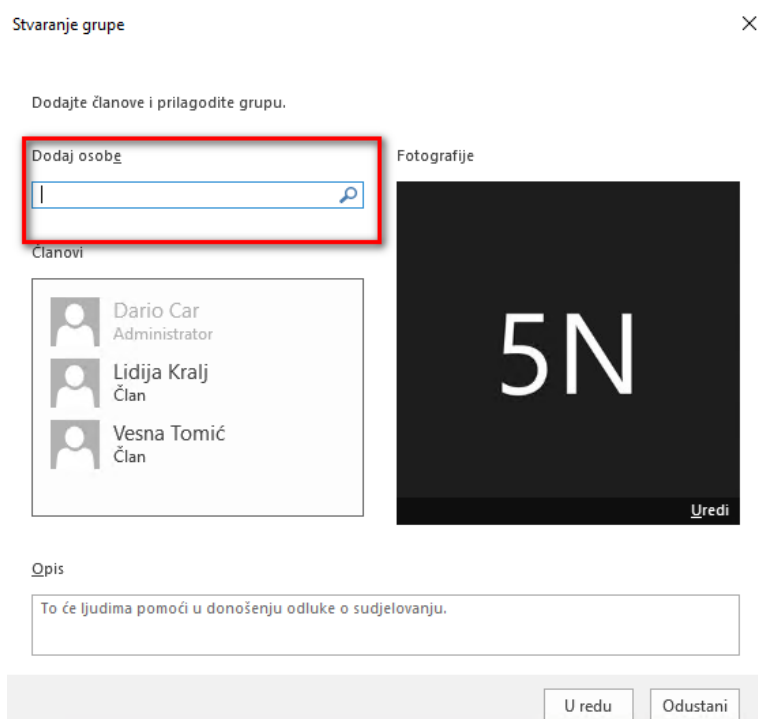 Stvaranje grupe
Dodajte članove i prilagodite grupu.
Dodaj osobe
Fotografije
Članovi
Dario Car
Administrator
Lidija Kralj
Član
Vesna Tomić
Član
5N
Uredi
Opis
To će ljudima pomoći u donošenju odluke o sudjelovanju.
U redu
Odustani